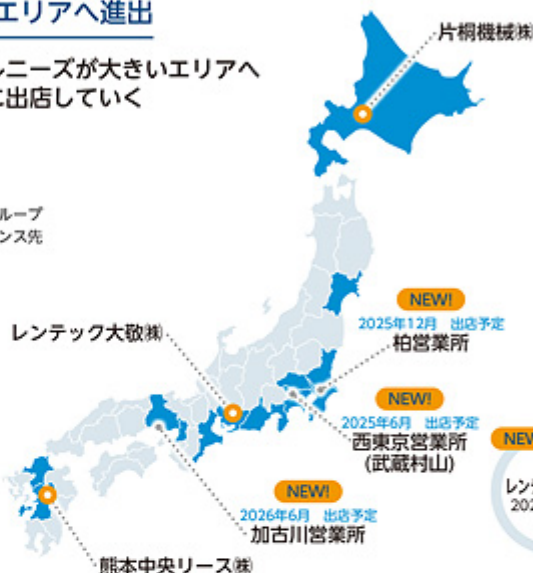 エリアへ進出
ルニーズが大きいエリアへ
に出店していく
ループ
ンス先
片桐機械㈱
NEW!
2025年12月 出店予定
柏営業所
レンテック大敬㈱
NEW!
2025年6月 出店予定
西東京営業所
(武蔵村山)
NEW
レンテ
202
NEW!
2026年6月 出店予定
加古川営業所
熊本中央リース㈱